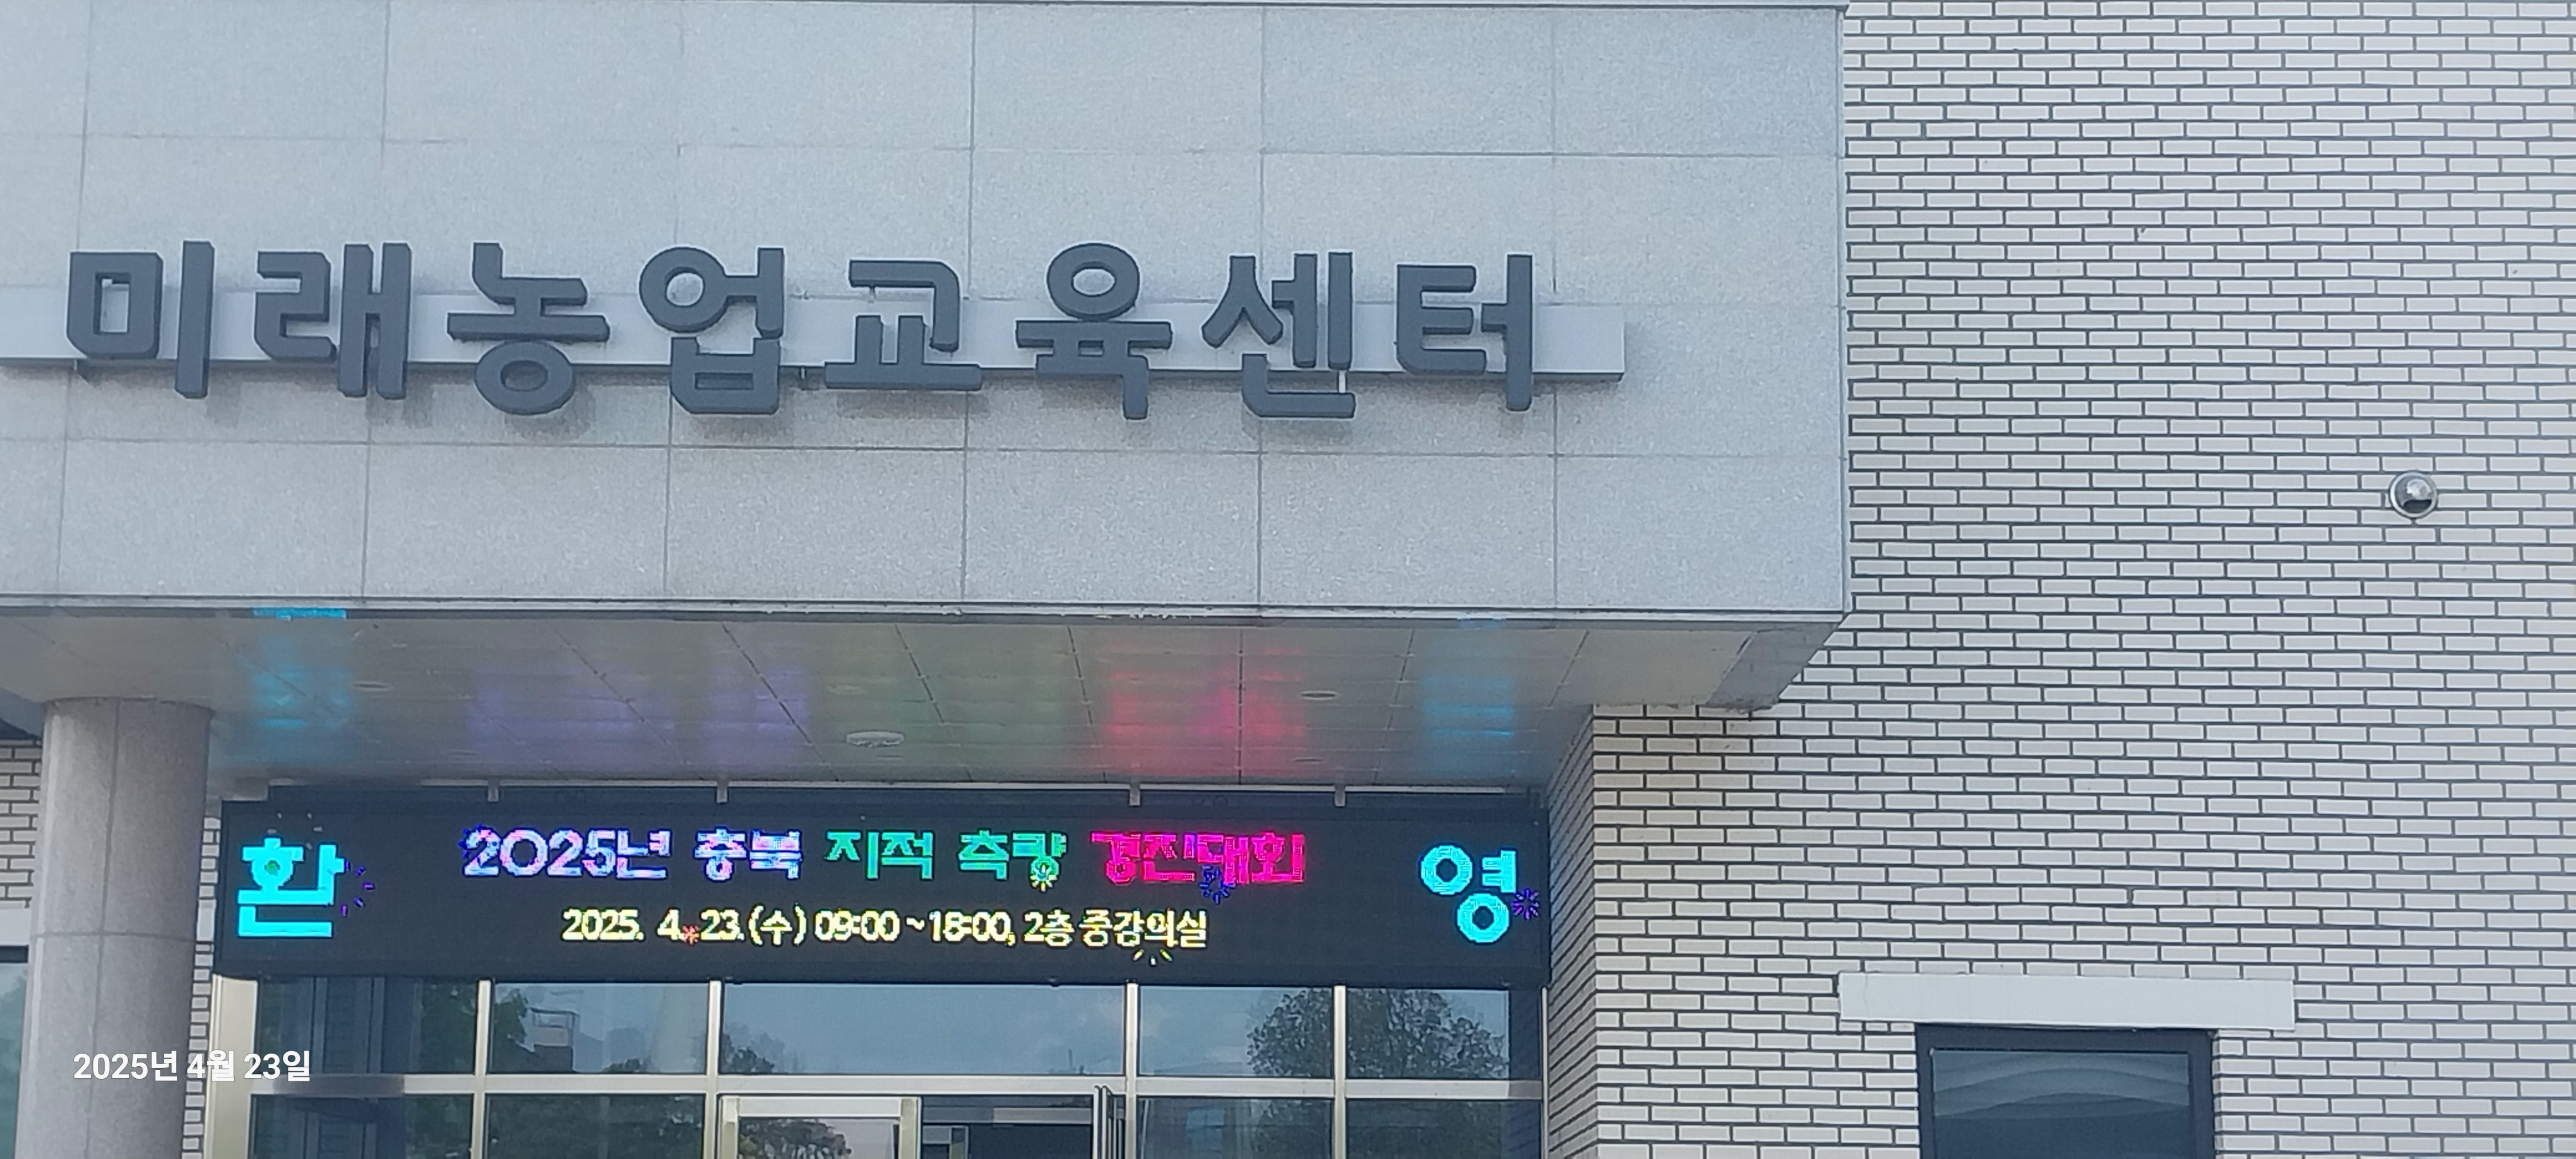 미래농업교육센터
환 2025년 충북 지적 측량 경진대회 영
2025. 4. 23.(수) 09:00 ~ 18:00, 2층 중강의실
2025년 4월 23일